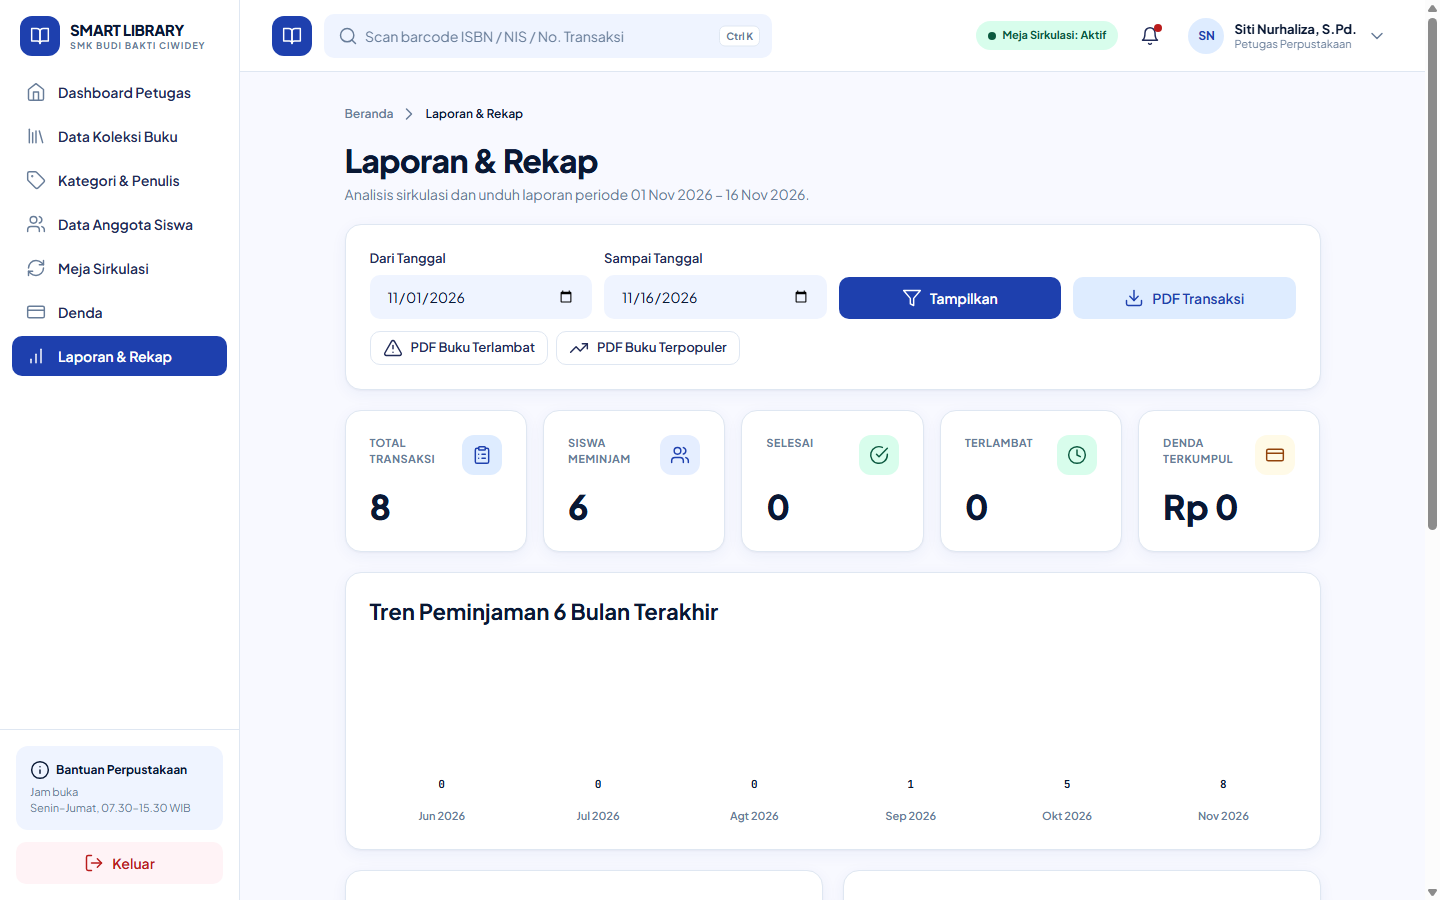 SMART LIBRARY
SMK BUDI BAKTI CIWIDEY
Dashboard Petugas
Data Koleksi Buku
Kategori & Penulis
Data Anggota Siswa
Meja Sirkulasi
Denda
Laporan & Rekap
Bantuan Perpustakaan
Jam buka
Senin–Jumat, 07.30–15.30 WIB
Keluar
Scan barcode ISBN / NIS / No. Transaksi
Ctrl K
Meja Sirkulasi: Aktif
SN
Siti Nurhaliza, S.Pd.
Petugas Perpustakaan
Beranda > Laporan & Rekap
Laporan & Rekap
Analisis sirkulasi dan unduh laporan periode 01 Nov 2026 – 16 Nov 2026.
Dari Tanggal
11/01/2026
Sampai Tanggal
11/16/2026
Tampilkan
PDF Transaksi
PDF Buku Terlambat
PDF Buku Terpopuler
TOTAL
TRANSAKSI
8
SISWA
MEMINJAM
6
SELESAI
0
TERLAMBAT
0
DENDA
TERKUMPUL
Rp 0
Tren Peminjaman 6 Bulan Terakhir
0 0 0 1 5 8
Jun 2026 Jul 2026 Agt 2026 Sep 2026 Okt 2026 Nov 2026